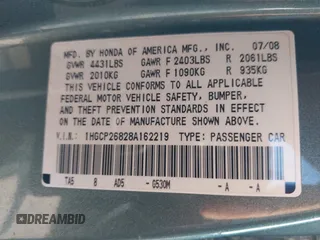 MFD. BY HONDA OF AMERICA MFG., INC. 07/08
GVWR 4431LBS GAWR F 2403LBS R 2061LBS
GVWR 2010KG GAWR F 1090KG R 935KG
THIS VEHICLE CONFORMS TO ALL APPLICABLE
FEDERAL MOTOR VEHICLE SAFETY, BUMPER,
AND THEFT PREVENTION STANDARDS IN EFFECT
ON THE DATE OF MANUFACTURE SHOWN ABOVE.
V.I.N.: 1HGCP26828A162219 TYPE: PASSENGER CAR
TA5 8 AD5 - G530M - A - A
DREAMBID